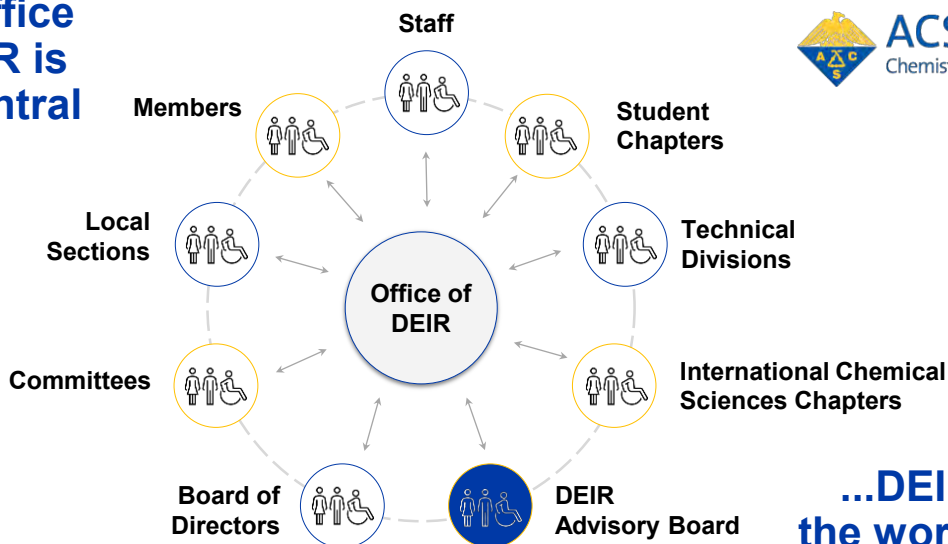 ffice
R is
ntral
Staff
ACS
Chemist
A C S
Members
Student
Chapters
Local
Sections
Technical
Divisions
Office of
DEIR
Committees
International Chemical
Sciences Chapters
Board of
Directors
DEIR
Advisory Board
...DEI
the wor